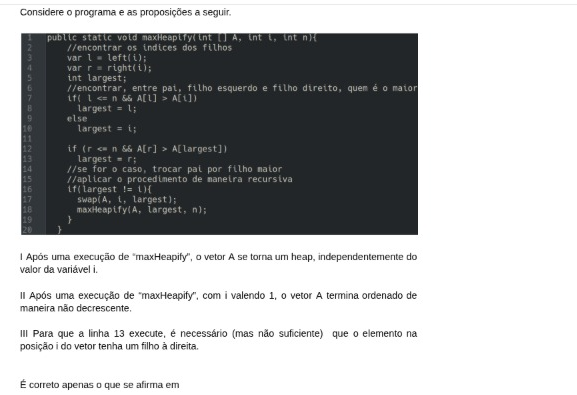 Considere o programa e as proposições a seguir.
1 public static void maxHeapify(int [] A, int i, int n){
2 //encontrar os índices dos filhos
3 var l = left(i);
4 var r = right(i);
5 int largest;
6 //encontrar, entre pai, filho esquerdo e filho direito, quem é o maior
7 if( l <= n && A[l] > A[i])
8 largest = l;
9 else
10 largest = i;
11
12 if (r <= n && A[r] > A[largest])
13 largest = r;
14 //se for o caso, trocar pai por filho maior
15 //aplicar o procedimento de maneira recursiva
16 if(largest != i){
17 swap(A, i, largest);
18 maxHeapify(A, largest, n);
19 }
20 }
I Após uma execução de “maxHeapify”, o vetor A se torna um heap, independentemente do
valor da variável i.
II Após uma execução de “maxHeapify”, com i valendo 1, o vetor A termina ordenado de
maneira não decrescente.
III Para que a linha 13 execute, é necessário (mas não suficiente) que o elemento na
posição i do vetor tenha um filho à direita.
É correto apenas o que se afirma em